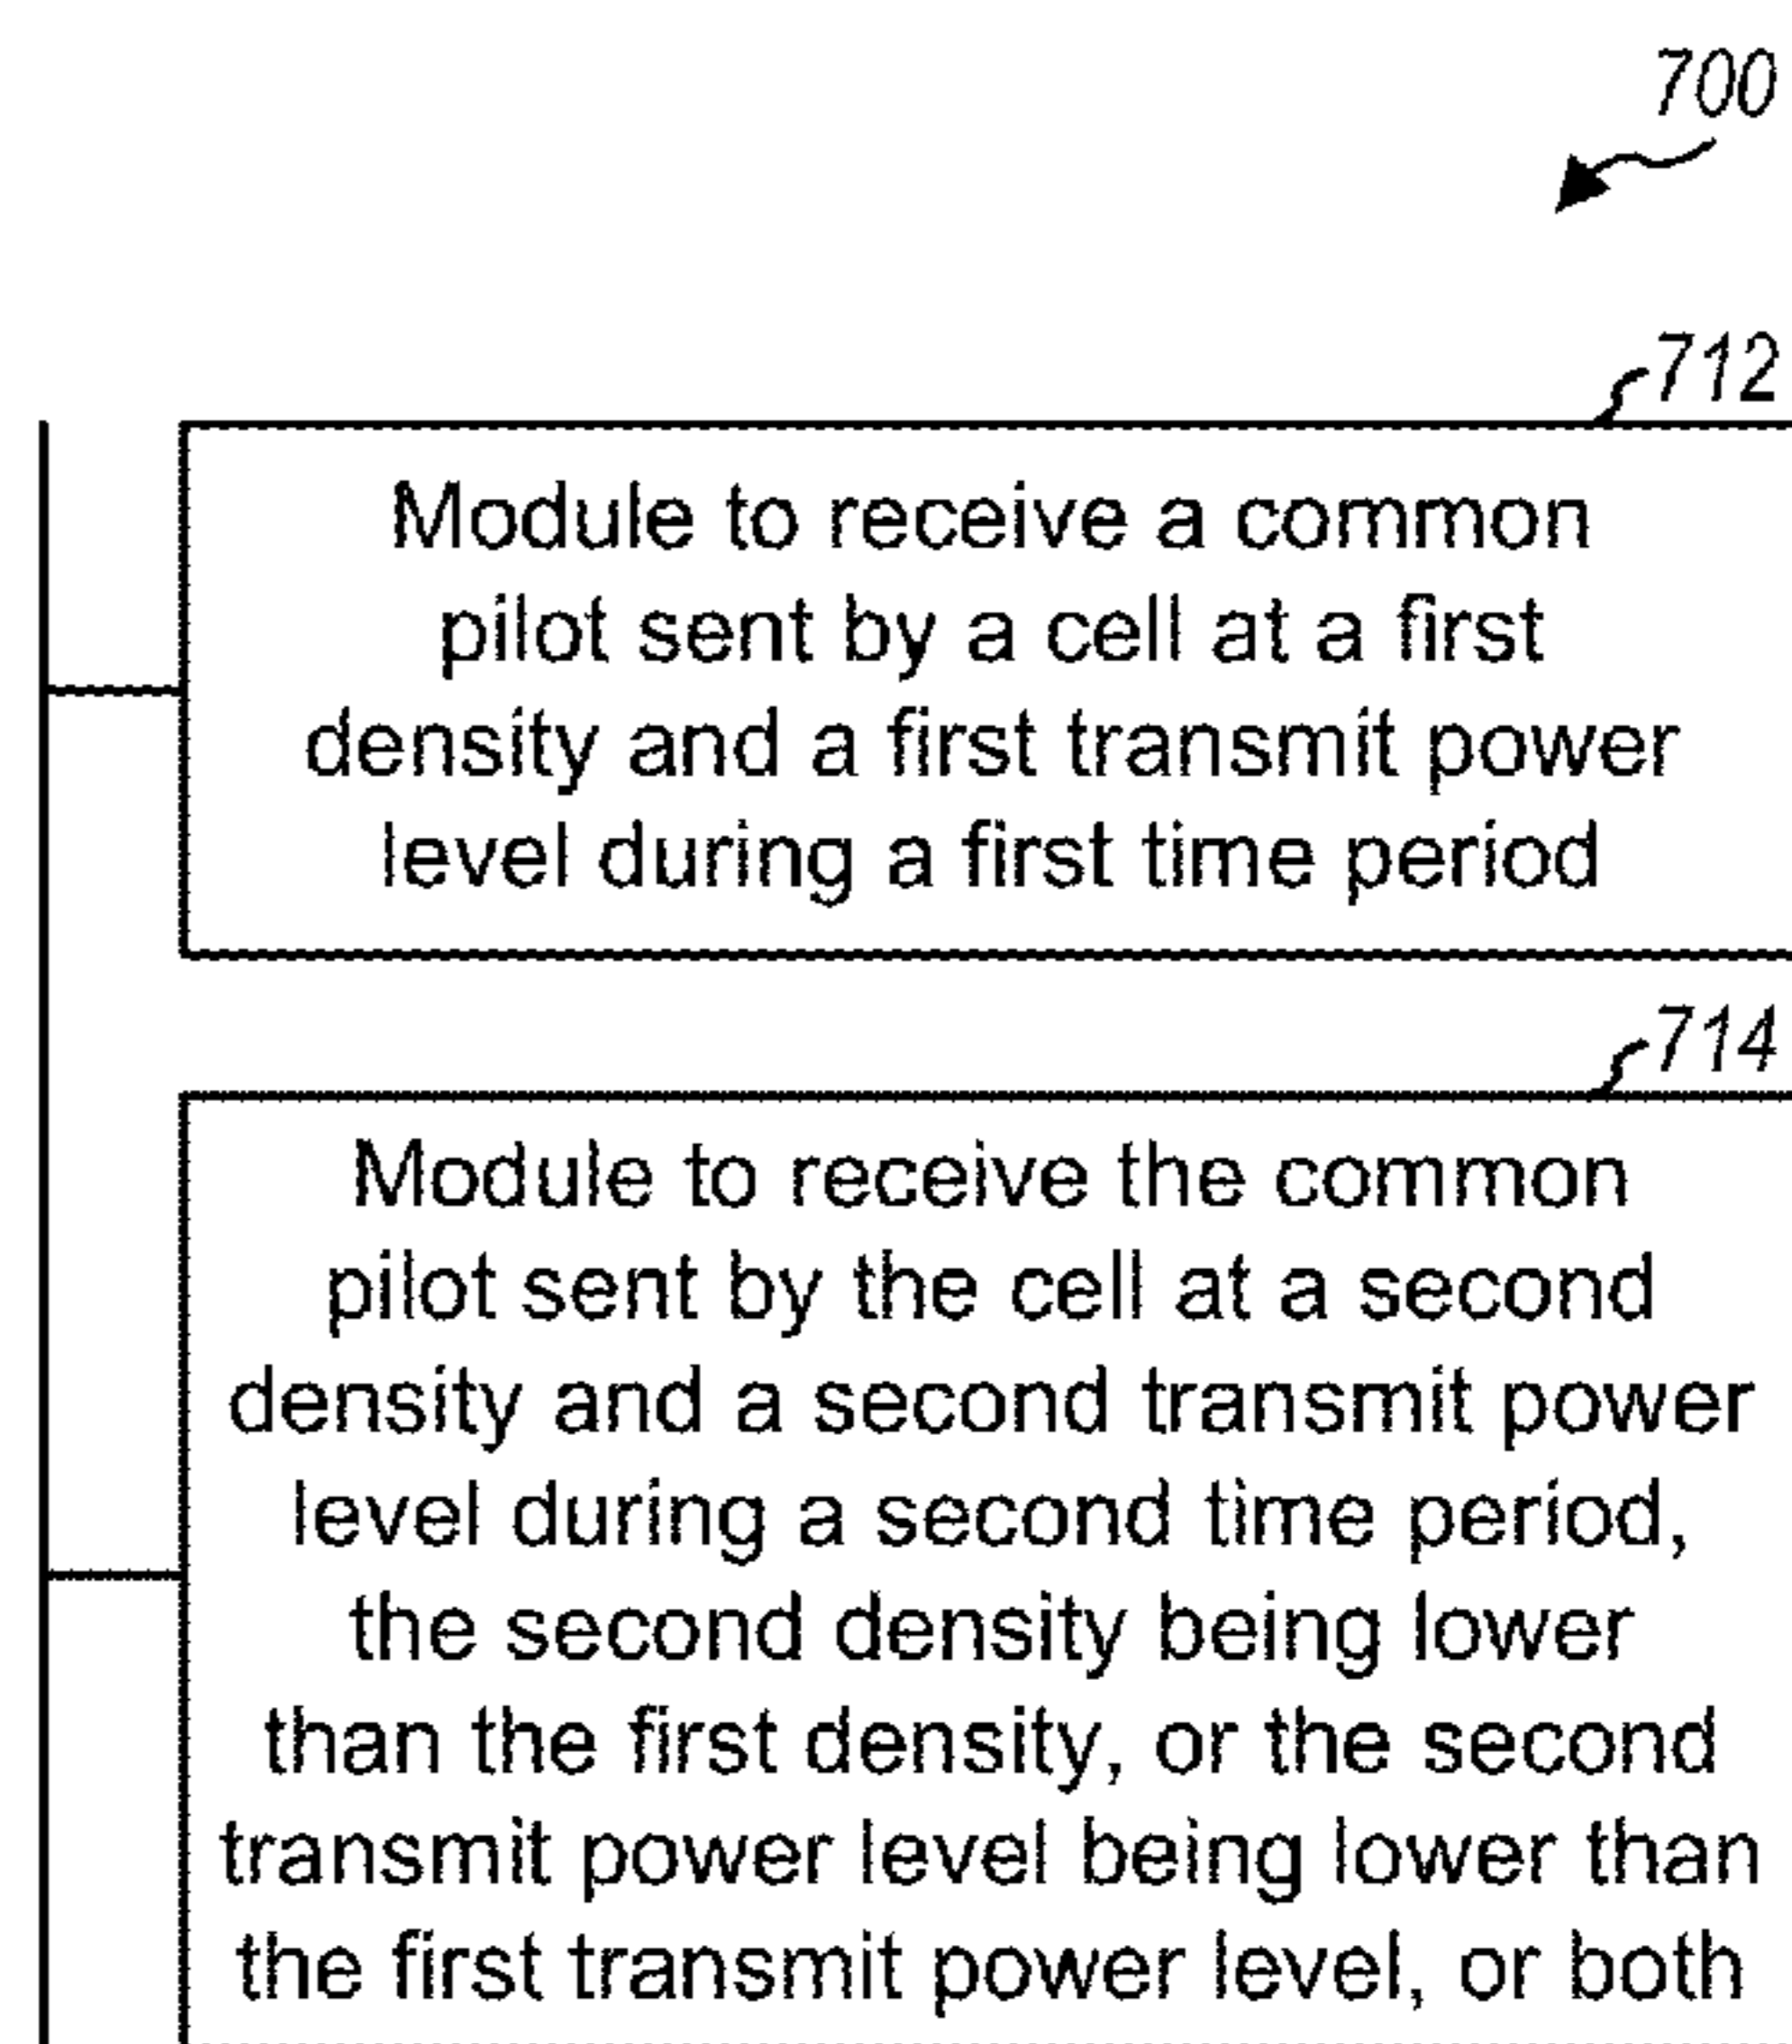 700
712
Module to receive a common
pilot sent by a cell at a first
density and a first transmit power
level during a first time period
714
Module to receive the common
pilot sent by the cell at a second
density and a second transmit power
level during a second time period,
the second density being lower
than the first density, or the second
transmit power level being lower than
the first transmit power level, or both